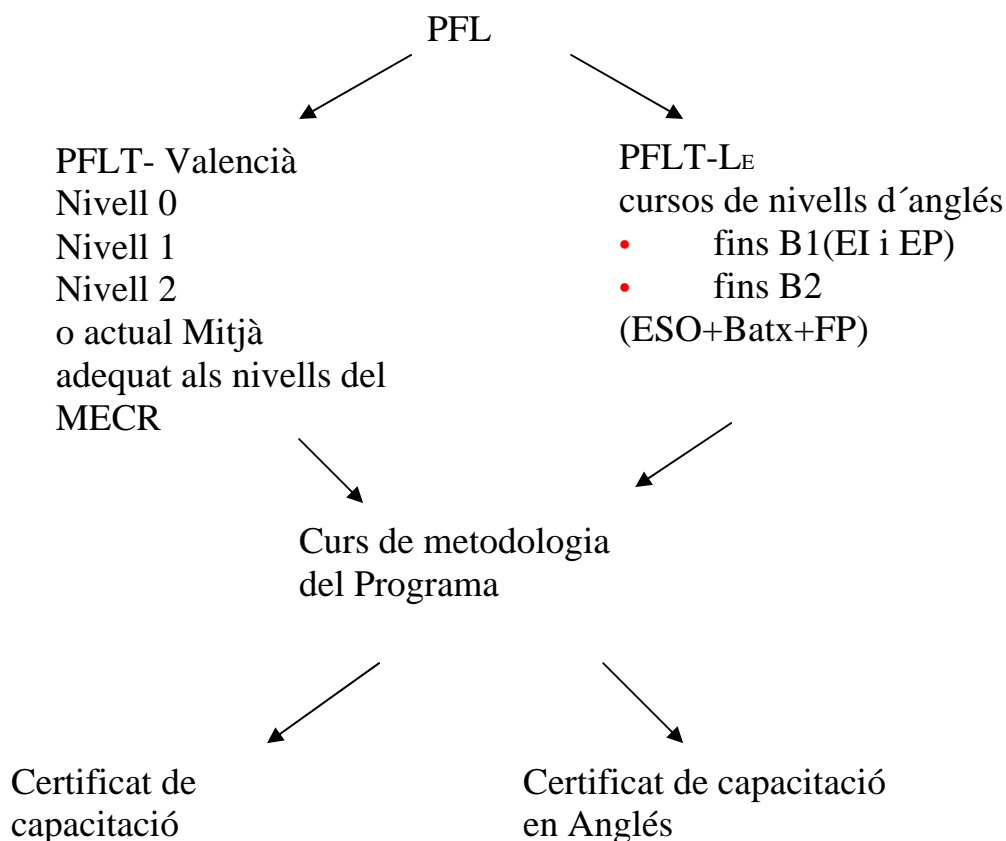 PFL
PFLT- Valencià
Nivell 0
Nivell 1
Nivell 2
o actual Mitjà
adequat als nivells del
MECR
PFLT-LE
cursos de nivells d´anglés
• fins B1(EI i EP)
• fins B2
(ESO+Batx+FP)
Curs de metodologia
del Programa
Certificat de
capacitació
Certificat de capacitació
en Anglés